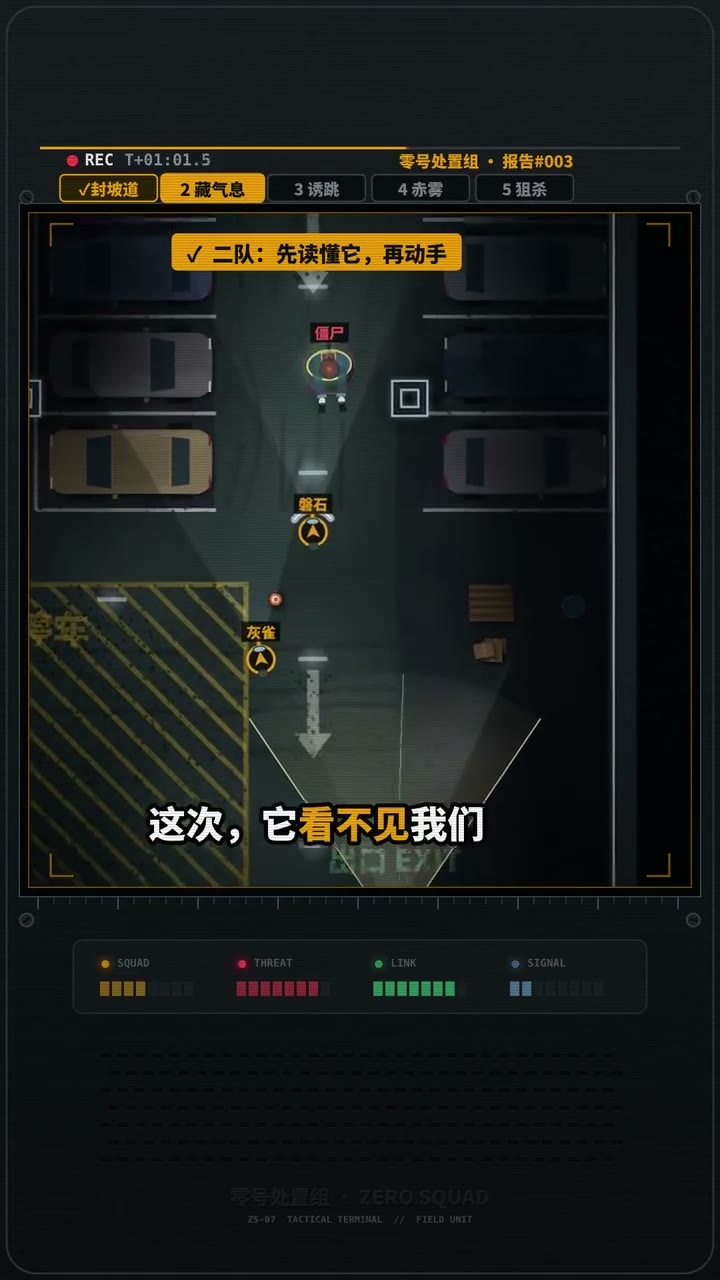 REC T+01:01.5
零号处置组 · 报告#003
✓封坡道
2 藏气息
3 诱跳
4 赤雾
5 狙杀
✓ 二队：先读懂它，再动手
僵尸
磐石
灰雀
这次，它看不见我们
出口 EXIT
SQUAD
THREAT
LINK
SIGNAL
零号处置组 · ZERO SQUAD
ZS-07 TACTICAL TERMINAL // FIELD UNIT